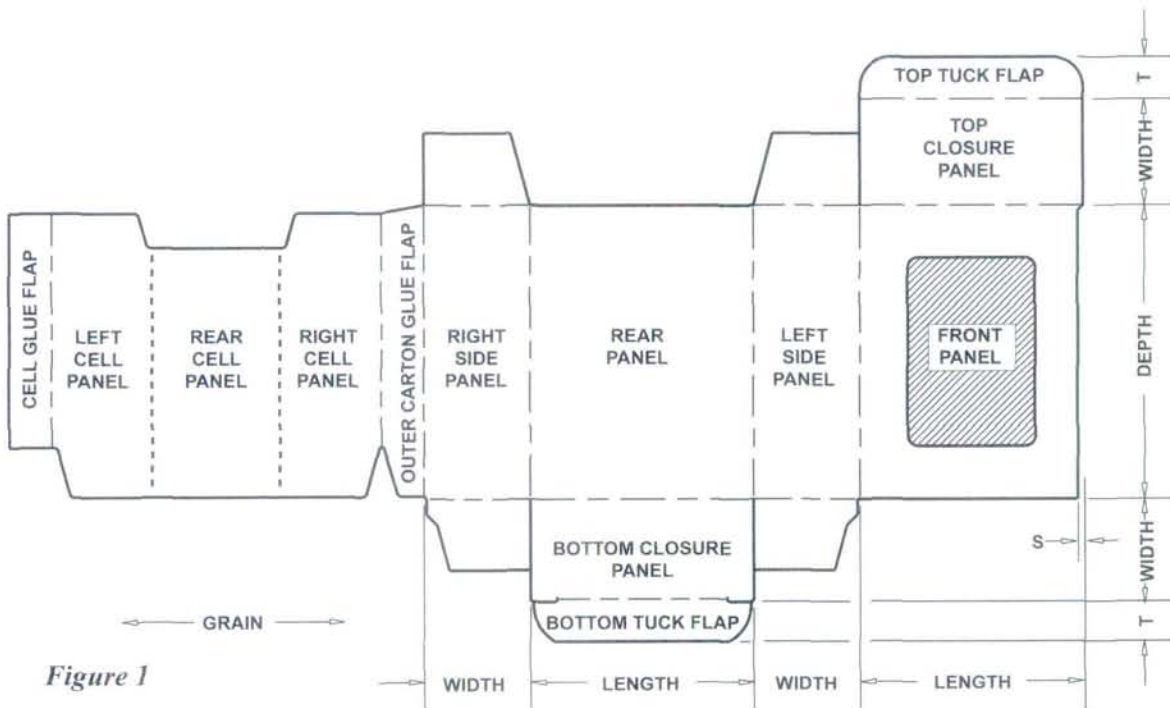 TOP TUCK FLAP
T
TOP
CLOSURE
PANEL
WIDTH
CELL GLUE FLAP
LEFT
CELL
PANEL
REAR
CELL
PANEL
RIGHT
CELL
PANEL
OUTER CARTON GLUE FLAP
RIGHT
SIDE
PANEL
REAR
PANEL
LEFT
SIDE
PANEL
FRONT
PANEL
DEPTH
BOTTOM CLOSURE
PANEL
S
WIDTH
BOTTOM TUCK FLAP
T
GRAIN
Figure 1
WIDTH
LENGTH
WIDTH
LENGTH